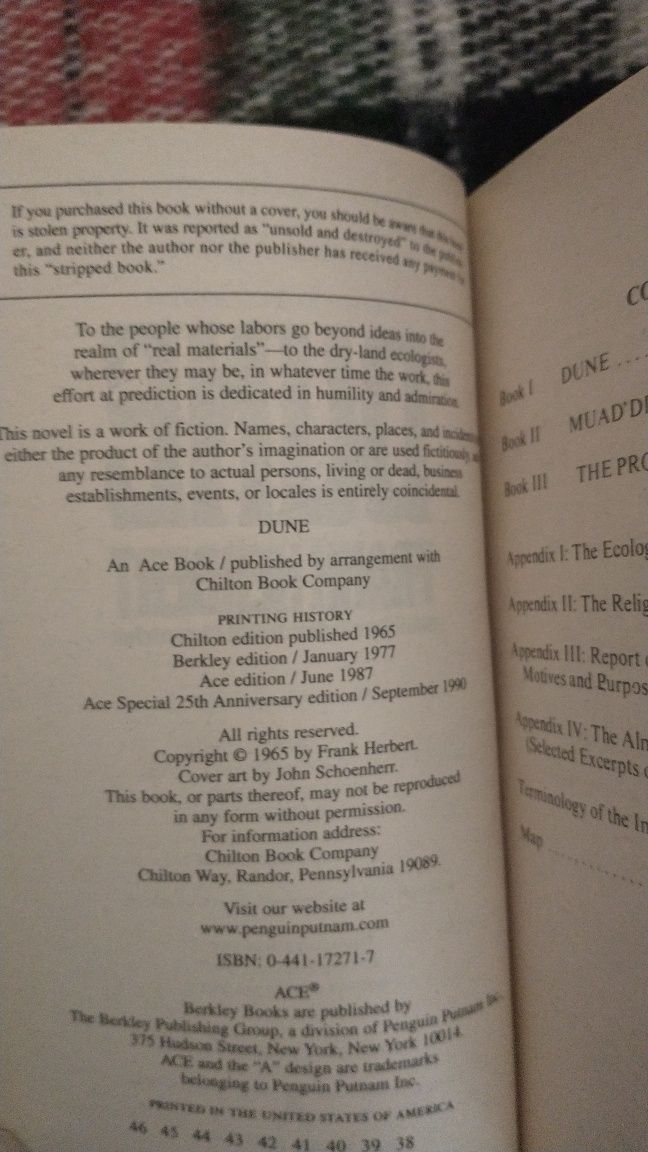 If you purchased this book without a cover, you should be aware that this
is stolen property. It was reported as "unsold and destroyed" to the
er, and neither the author nor the publisher has received any payment
this "stripped book."
To the people whose labors go beyond ideas into the
realm of "real materials"—to the dry-land ecologists,
wherever they may be, in whatever time the work, this
effort at prediction is dedicated in humility and admiration.
This novel is a work of fiction. Names, characters, places, and
either the product of the author's imagination or are used fictitiously,
any resemblance to actual persons, living or dead, business
establishments, events, or locales is entirely coincidental.
DUNE
An Ace Book / published by arrangement with
Chilton Book Company
PRINTING HISTORY
Chilton edition published 1965
Berkley edition / January 1977
Ace edition / June 1987
Ace Special 25th Anniversary edition / September 1990
All rights reserved.
Copyright © 1965 by Frank Herbert.
Cover art by John Schoenherr.
This book, or parts thereof, may not be reproduced
in any form without permission.
For information address:
Chilton Book Company
Chilton Way, Randor, Pennsylvania 19089.
Visit our website at
www.penguinputnam.com
ISBN: 0-441-17271-7
ACE®
Berkley Books are published by
The Berkley Publishing Group, a division of Penguin Putnam Inc.
375 Hudson Street, New York, New York 10014.
ACE and the "A" design are trademarks
belonging to Penguin Putnam Inc.
PRINTED IN THE UNITED STATES OF AMERICA
46 45 44 43 42 41 40 39 38
CO
Book I DUNE ....
Book II MUAD'DI
Book III THE PRO
Appendix I: The Ecolog
Appendix II: The Relig
Appendix III: Report
Motives and Purpos
Appendix IV: The Alm
(Selected Excerpts
Terminology of the Im
Map ..........